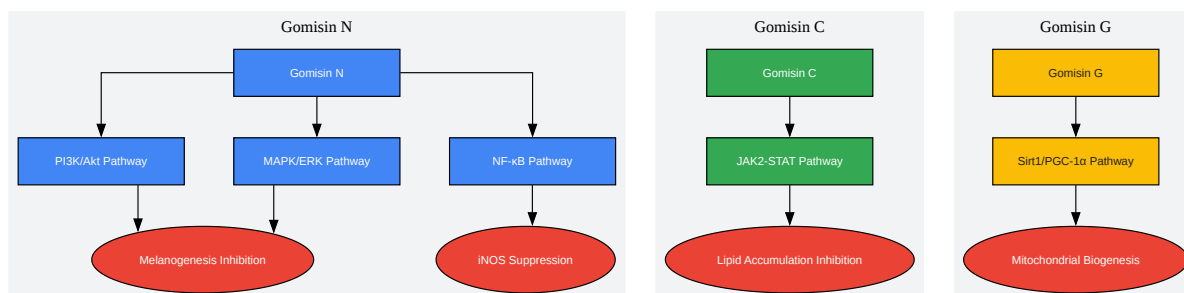 Gomisin N
Gomisin C
Gomisin G
Gomisin N
Gomisin C
Gomisin G
PI3K/Akt Pathway
MAPK/ERK Pathway
NF-κB Pathway
JAK2-STAT Pathway
Sirt1/PGC-1α Pathway
Melanogenesis Inhibition
iNOS Suppression
Lipid Accumulation Inhibition
Mitochondrial Biogenesis